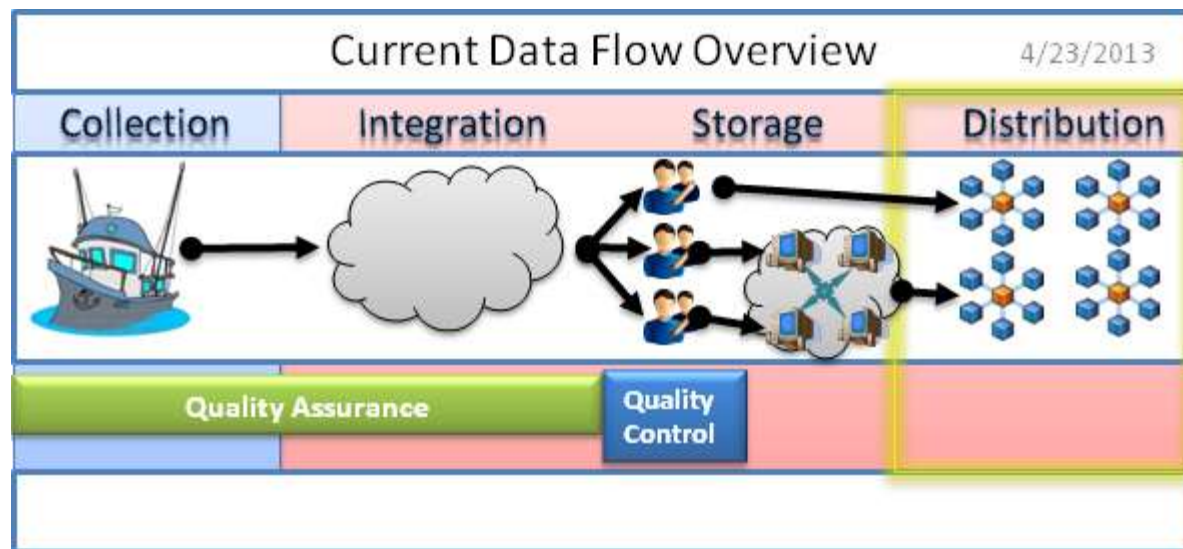 Current Data Flow Overview
4/23/2013
Collection
Integration
Storage
Distribution
Quality Assurance
Quality
Control